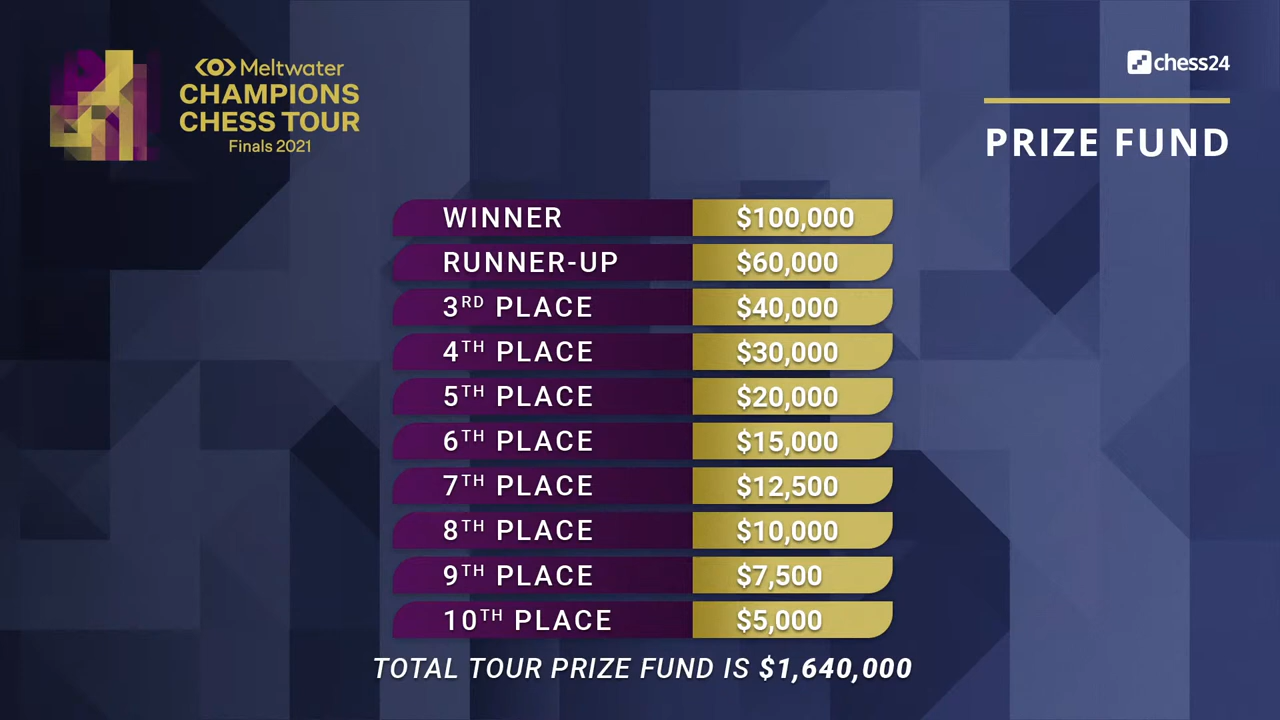 Meltwater
CHAMPIONS
CHESS TOUR
Finals 2021
chess24
PRIZE FUND
WINNER $100,000
RUNNER-UP $60,000
3RD PLACE $40,000
4TH PLACE $30,000
5TH PLACE $20,000
6TH PLACE $15,000
7TH PLACE $12,500
8TH PLACE $10,000
9TH PLACE $7,500
10TH PLACE $5,000
TOTAL TOUR PRIZE FUND IS $1,640,000